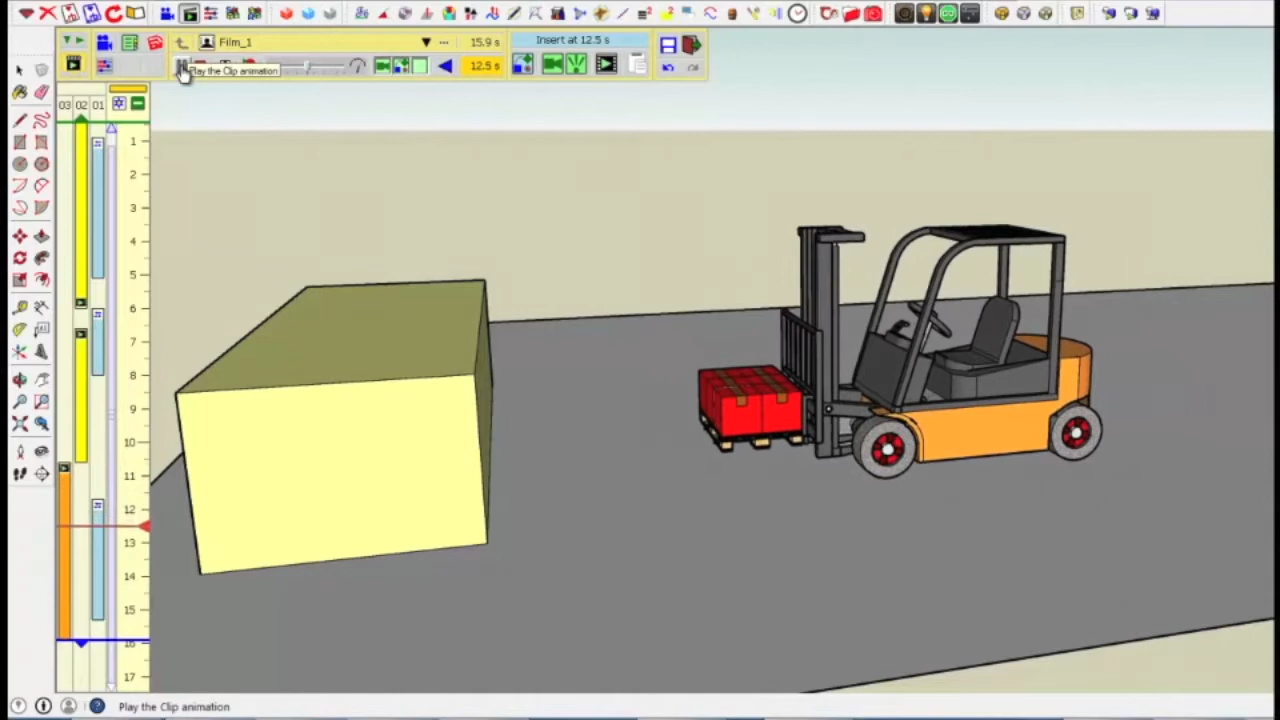 Film_1
15.9 s
Insert at 12.5 s
Play the Clip animation
12.5 s
03 02 01
1
2
3
4
5
6
7
8
9
10
11
12
13
14
15
16
17
Play the Clip animation